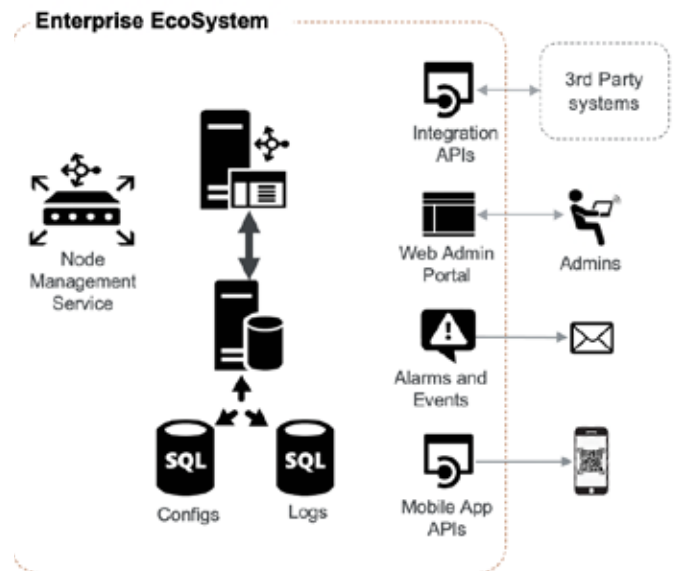 Enterprise EcoSystem
Integration
APIs
3rd Party
systems
Node
Management
Service
Web Admin
Portal
Admins
Alarms and
Events
SQL
SQL
Configs
Logs
Mobile App
APIs